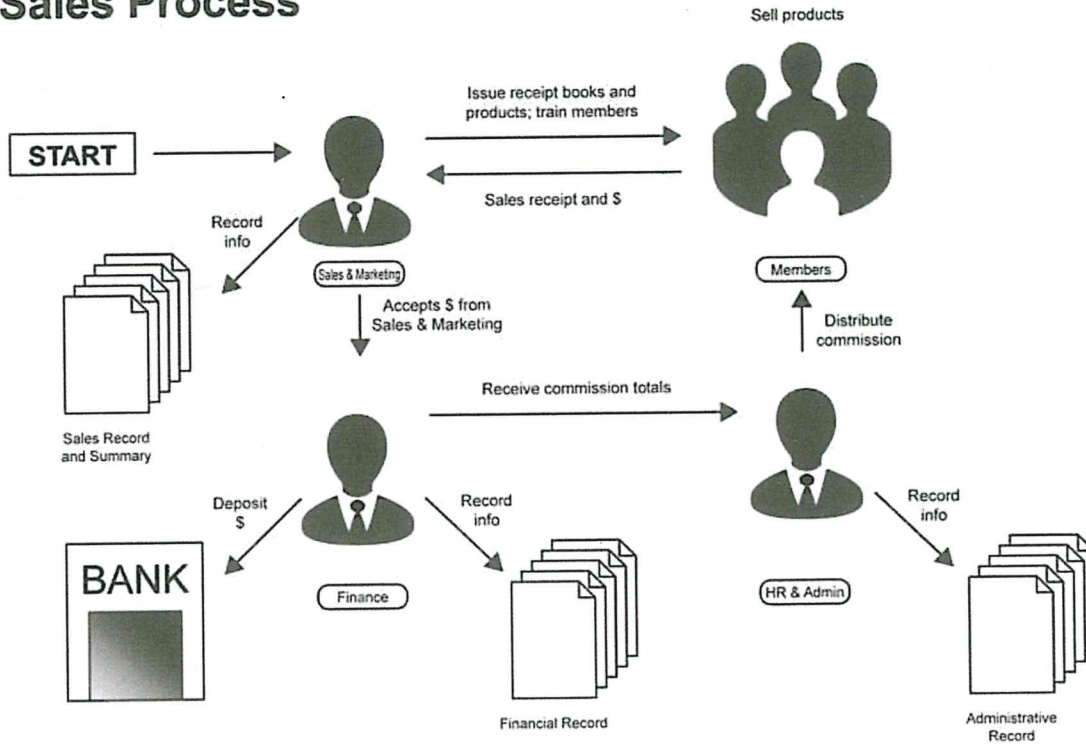 Sales Process
Sell products
Issue receipt books and
products; train members
START
Sales receipt and $
Record
info
Sales & Marketing
Members
Accepts $ from
Sales & Marketing
Distribute
commission
Receive commission totals
Sales Record
and Summary
Deposit
$
Record
info
Record
info
BANK
Finance
HR & Admin
Financial Record
Administrative
Record